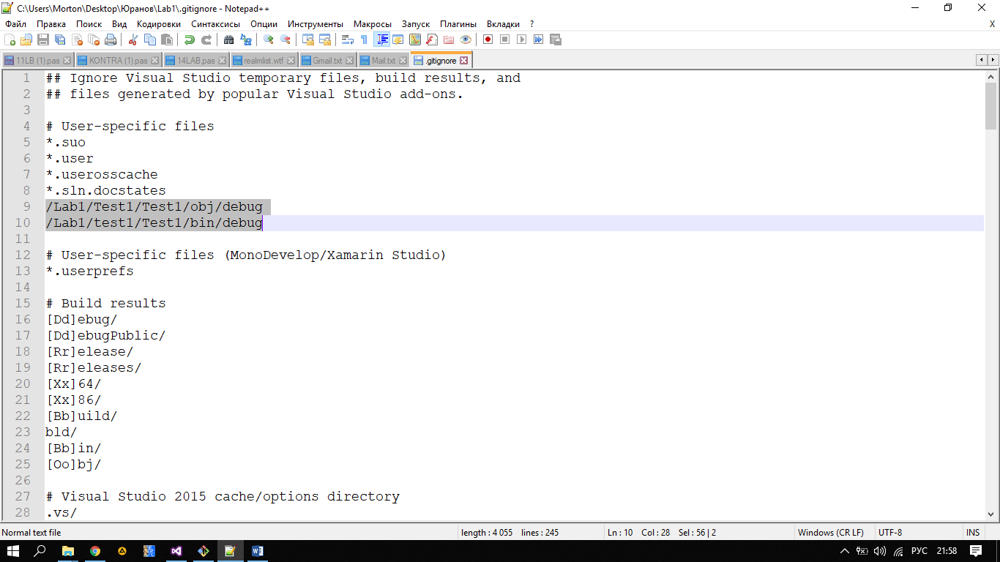 C:\Users\Morton\Desktop\Юранов\Lab1\.gitignore - Notepad++
Файл Правка Поиск Вид Кодировки Синтаксисы Опции Инструменты Макросы Запуск Плагины Вкладки ? X
11LB (1).pas KONTRA (1).pas 14LAB.pas realmlist.wtf Gmail.txt Mail.txt .gitignore
1 ## Ignore Visual Studio temporary files, build results, and
2 ## files generated by popular Visual Studio add-ons.
3
4 # User-specific files
5 *.suo
6 *.user
7 *.userosscache
8 *.sln.docstates
9 /Lab1/Test1/Test1/obj/debug
10 /Lab1/test1/Test1/bin/debug
11
12 # User-specific files (MonoDevelop/Xamarin Studio)
13 *.userprefs
14
15 # Build results
16 [Dd]ebug/
17 [Dd]ebugPublic/
18 [Rr]elease/
19 [Rr]eleases/
20 [Xx]64/
21 [Xx]86/
22 [Bb]uild/
23 bld/
24 [Bb]in/
25 [Oo]bj/
26
27 # Visual Studio 2015 cache/options directory
28 .vs/
Normal text file length : 4 055 lines : 245 Ln : 10 Col : 28 Sel : 56 | 2 Windows (CR LF) UTF-8 INS
РУС 21:58